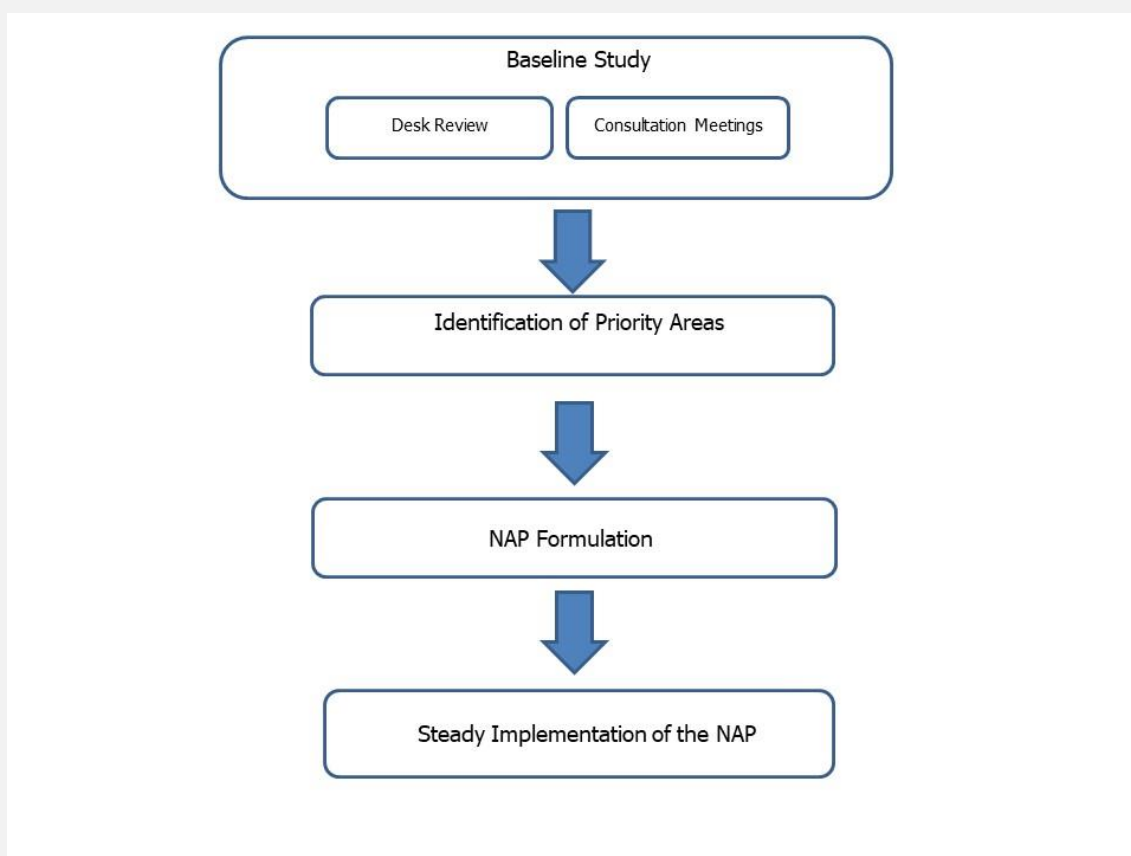 Baseline Study
Desk Review
Consultation Meetings
Identification of Priority Areas
NAP Formulation
Steady Implementation of the NAP